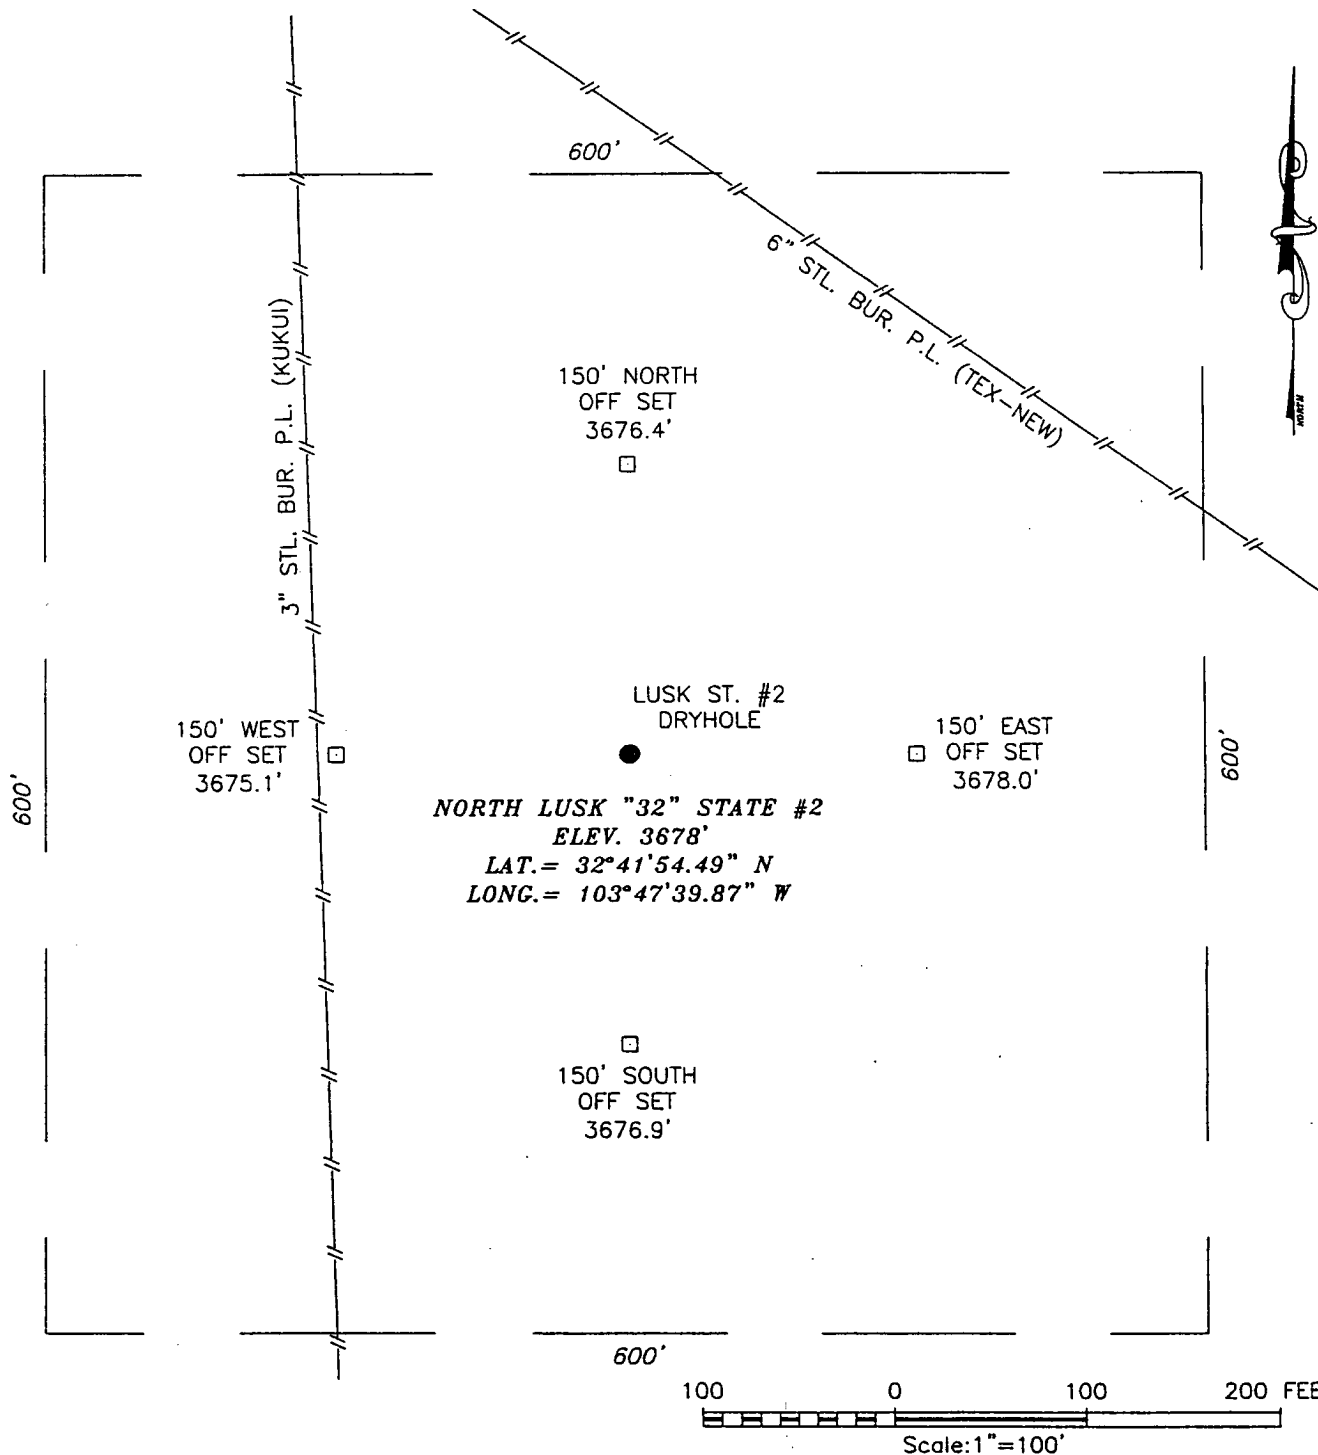 600'
6" STL. BUR. P.L. (TEX-NEW)
3" STL. BUR. P.L. (KUKUI)
NORTH
150' NORTH
OFF SET
3676.4'
LUSK ST. #2
DRYHOLE
150' WEST
OFF SET
3675.1'
150' EAST
OFF SET
3678.0'
600'
600'
NORTH LUSK "32" STATE #2
ELEV. 3678'
LAT.= 32°41'54.49" N
LONG.= 103°47'39.87" W
150' SOUTH
OFF SET
3676.9'
600'
100 0 100 200 FEE
Scale:1"=100'